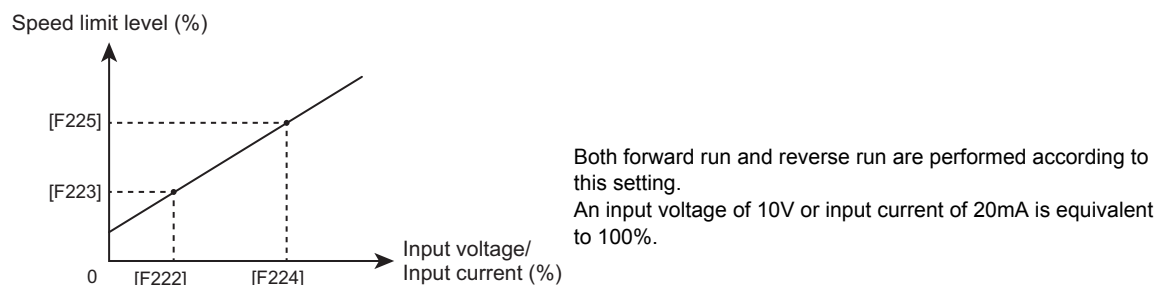 Speed limit level (%)
[F225]
[F223]
0
[F222]
[F224]
Input voltage/
Input current (%)
Both forward run and reverse run are performed according to
this setting.
An input voltage of 10V or input current of 20mA is equivalent
to 100%.